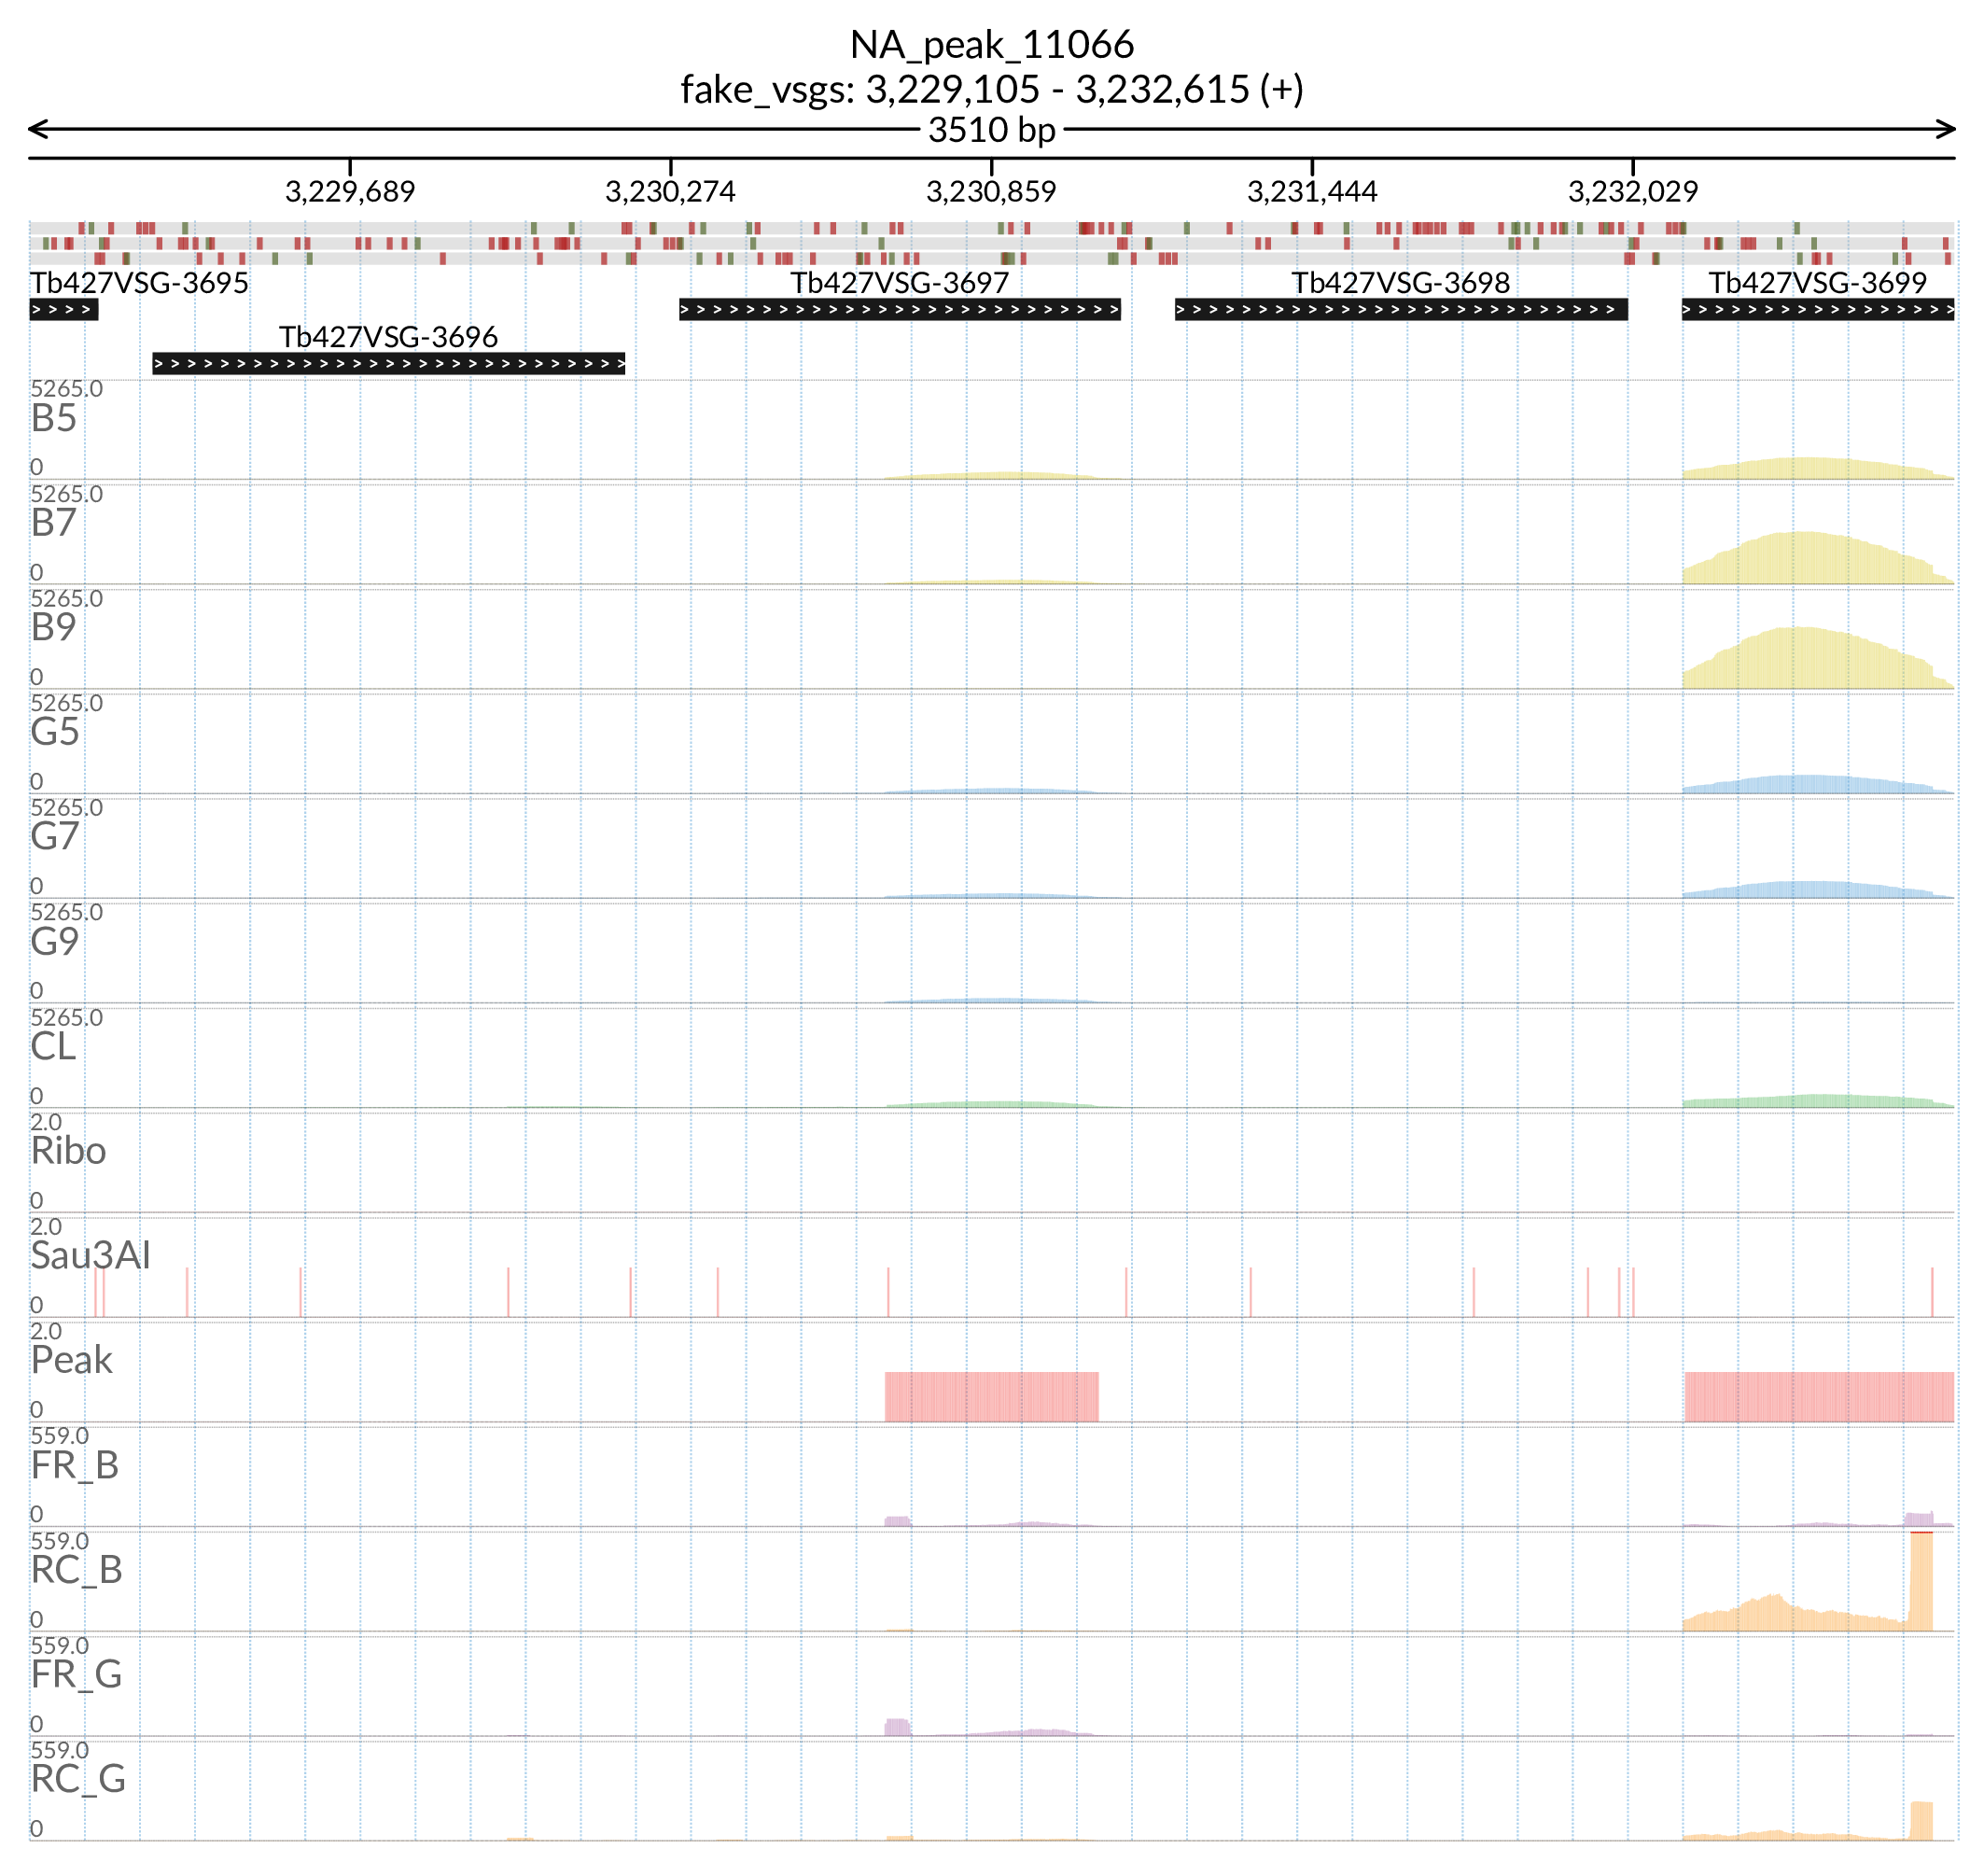 NA_peak_11066
fake_vsgs: 3,229,105 - 3,232,615 (+)
3510 bp
3,229,689 3,230,274 3,230,859 3,231,444 3,232,029
Tb427VSG-3695 Tb427VSG-3697 Tb427VSG-3698 Tb427VSG-3699
Tb427VSG-3696
5265.0
B5
0
5265.0
B7
0
5265.0
B9
0
5265.0
G5
0
5265.0
G7
0
5265.0
G9
0
5265.0
CL
0
2.0
Ribo
0
2.0
Sau3AI
0
2.0
Peak
0
559.0
FR_B
0
559.0
RC_B
0
559.0
FR_G
0
559.0
RC_G
0